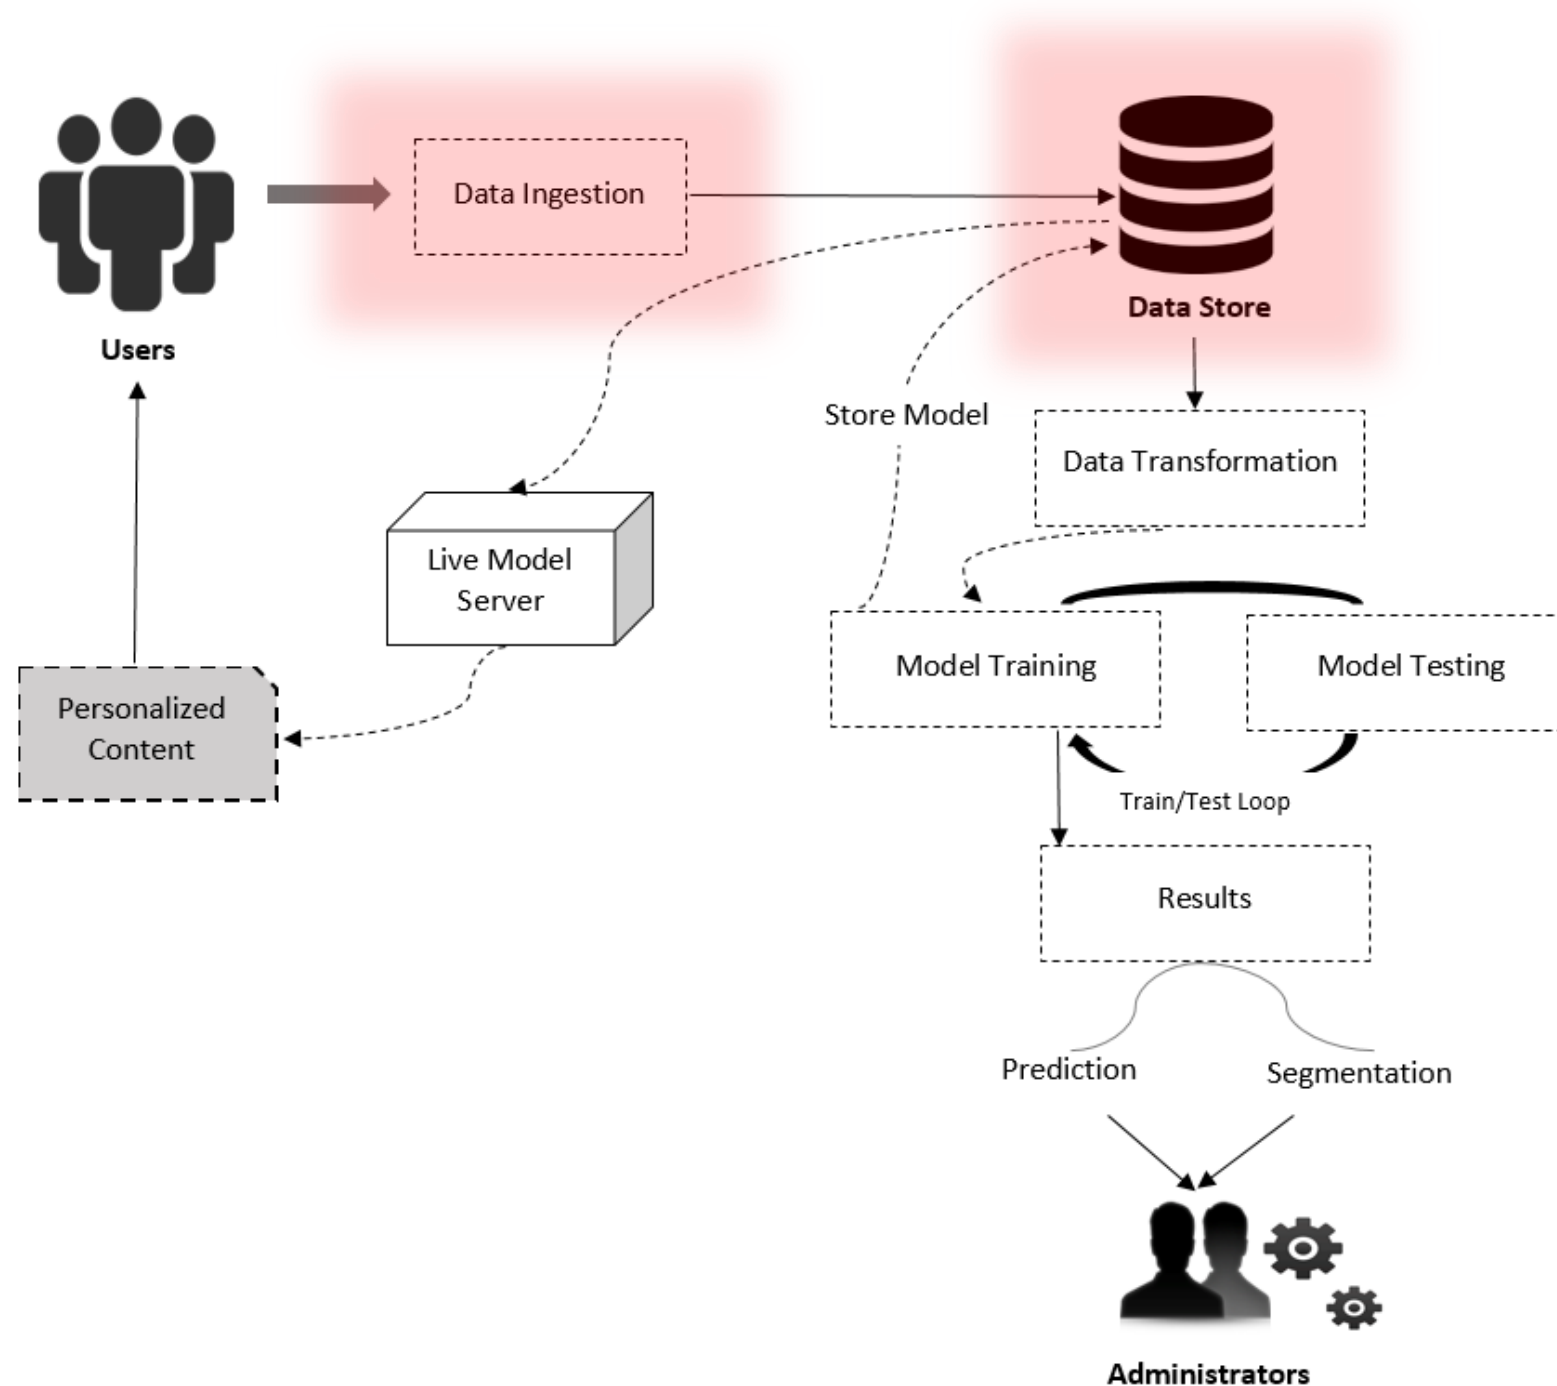 Data Ingestion
Data Store
Users
Store Model
Data Transformation
Live Model
Server
Model Training
Model Testing
Personalized
Content
Train/Test Loop
Results
Prediction
Segmentation
Administrators